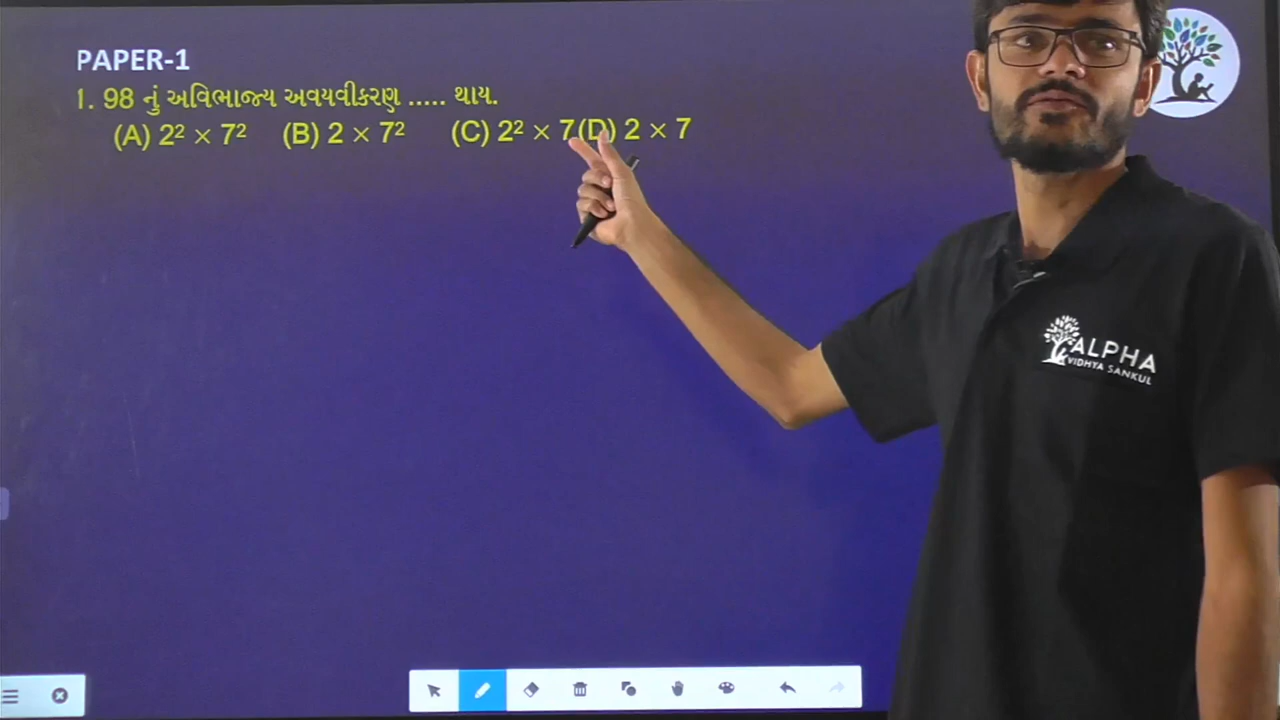 PAPER-1
1. 98 નું અવિભાજ્ય અવયવીકરણ ..... થાય.
(A) 2² × 7² (B) 2 × 7² (C) 2² × 7 (D) 2 × 7
ALPHA
VIDHYA SANKUL